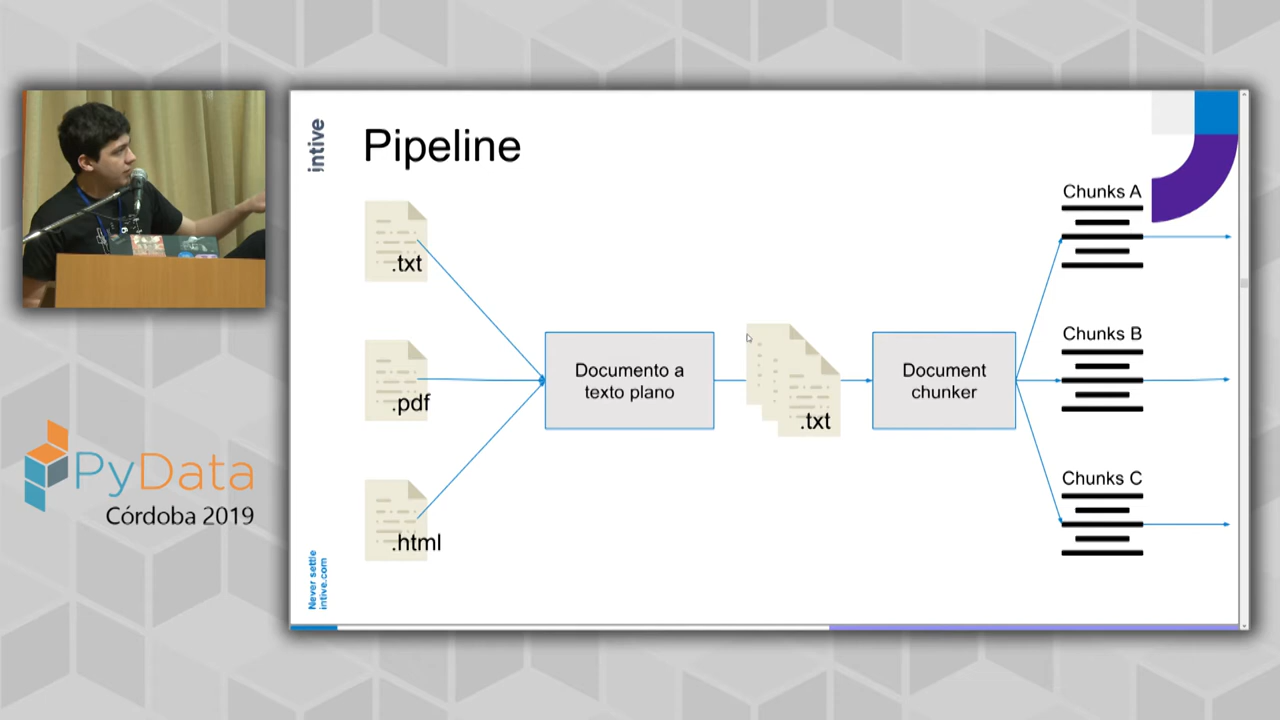 intive
Pipeline
.txt
.pdf
.html
Documento a
texto plano
.txt
Document
chunker
Chunks A
Chunks B
Chunks C
Never settle
intive.com
PyData
Córdoba 2019